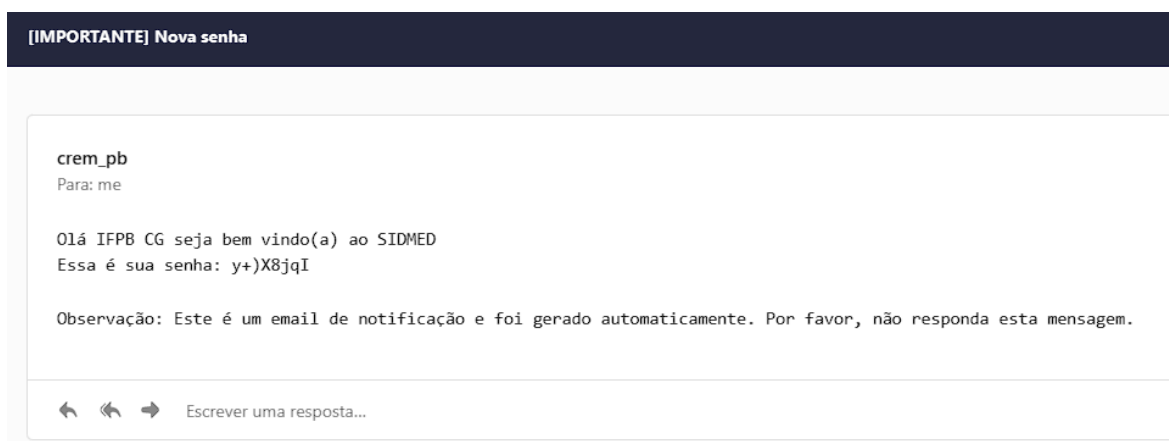 [IMPORTANTE] Nova senha
crem_pb
Para: me
Olá IFPB CG seja bem vindo(a) ao SIDMED
Essa é sua senha: y+)X8jqI
Observação: Este é um email de notificação e foi gerado automaticamente. Por favor, não responda esta mensagem.
Escrever uma resposta...